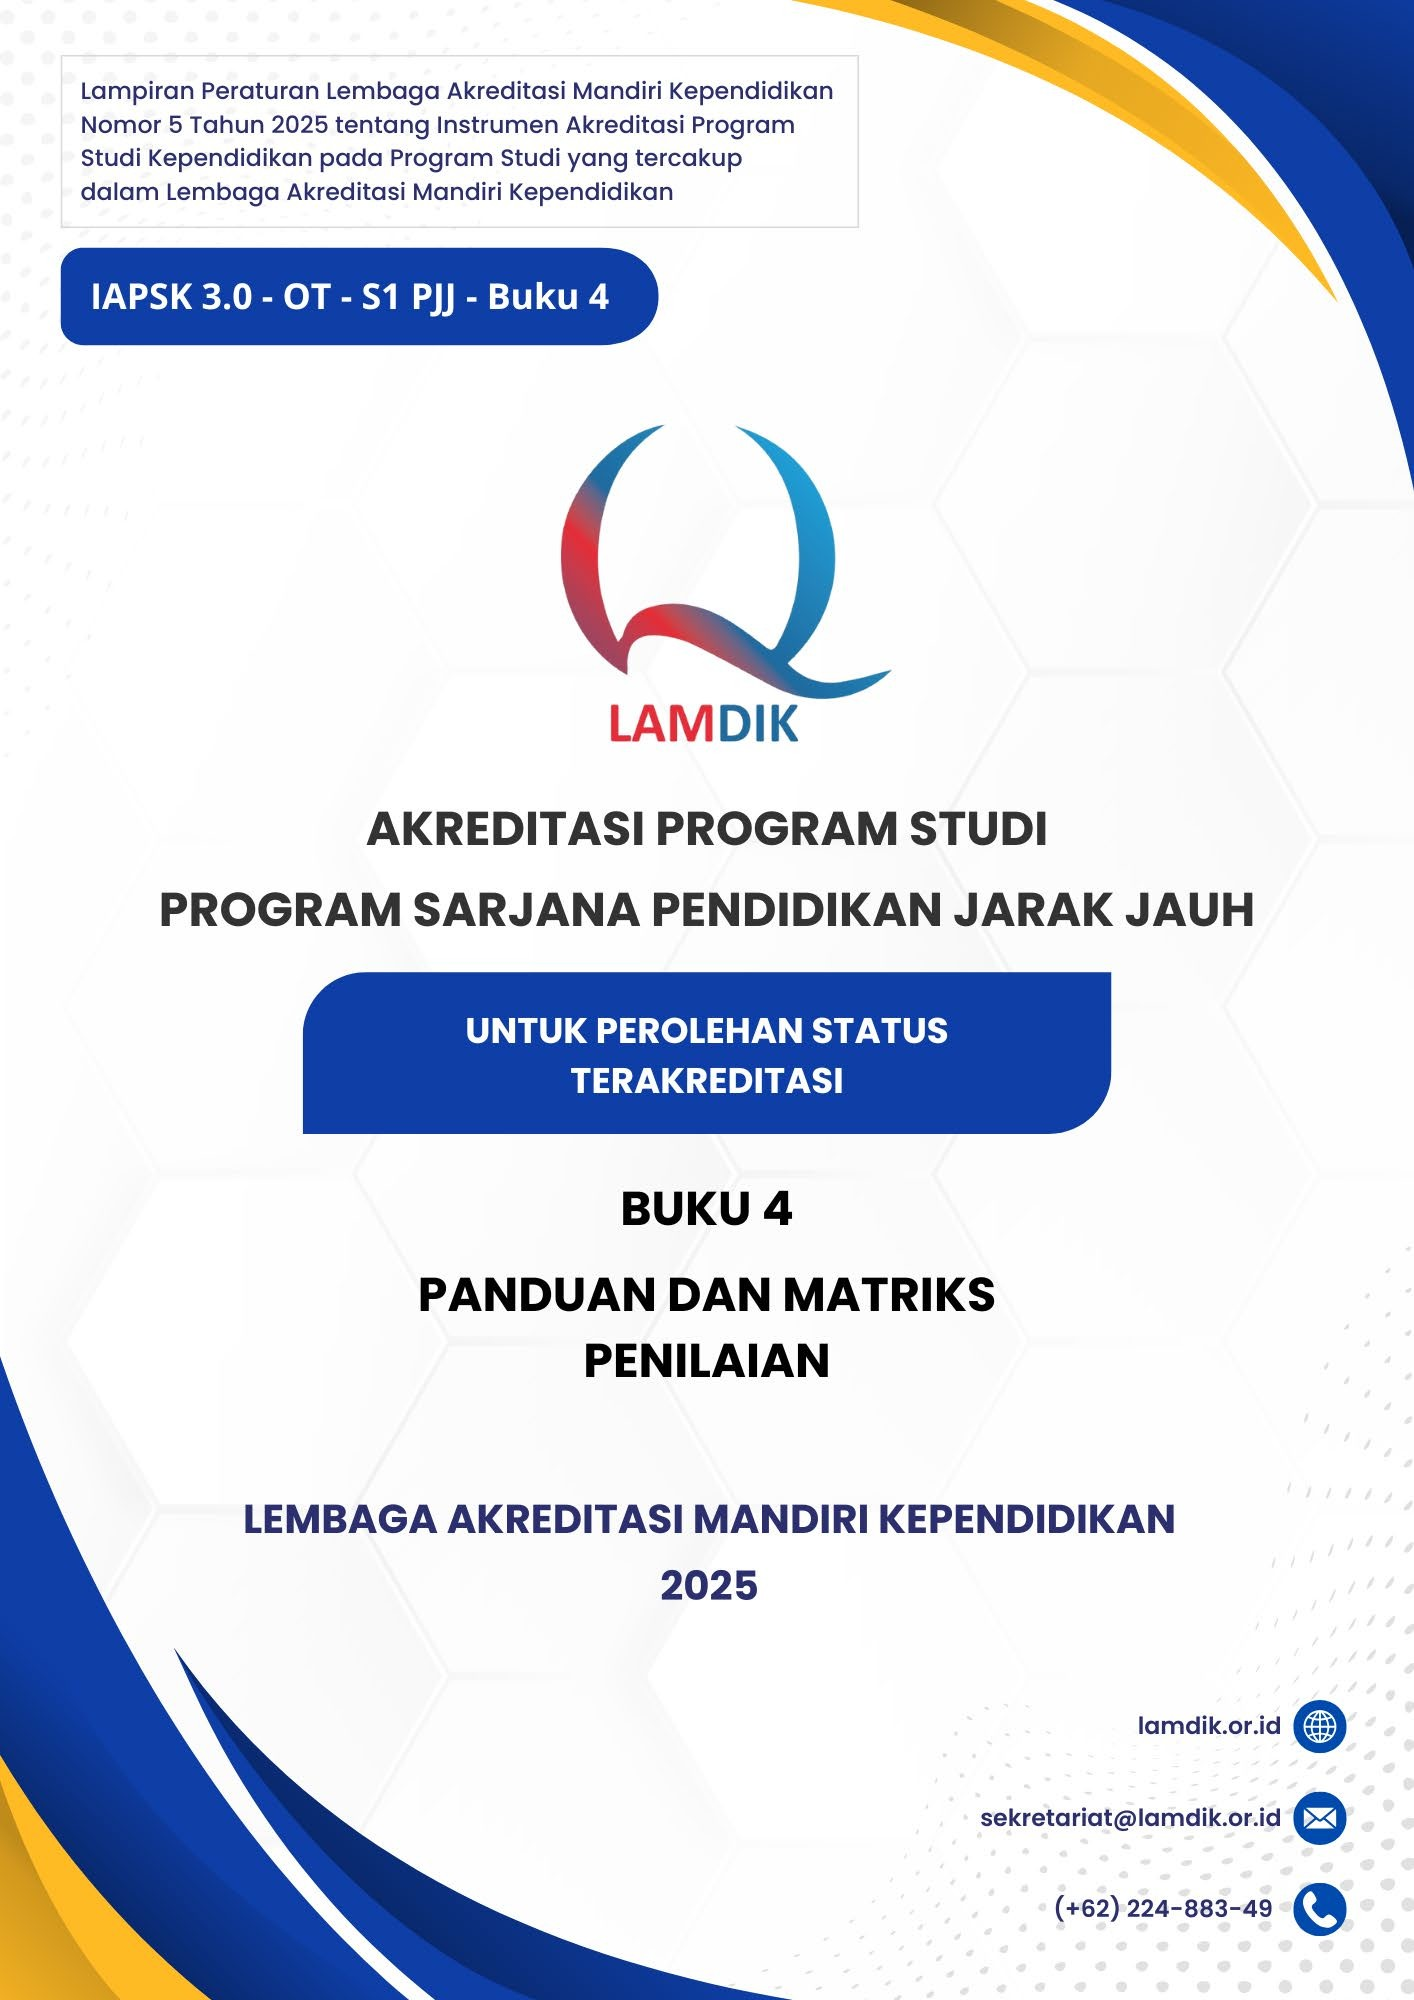 Lampiran Peraturan Lembaga Akreditasi Mandiri Kependidikan
Nomor 5 Tahun 2025 tentang Instrumen Akreditasi Program
Studi Kependidikan pada Program Studi yang tercakup
dalam Lembaga Akreditasi Mandiri Kependidikan
IAPSK 3.0 - OT - S1 PJJ - Buku 4
LAMDIK
AKREDITASI PROGRAM STUDI
PROGRAM SARJANA PENDIDIKAN JARAK JAUH
UNTUK PEROLEHAN STATUS
TERAKREDITASI
BUKU 4
PANDUAN DAN MATRIKS
PENILAIAN
LEMBAGA AKREDITASI MANDIRI KEPENDIDIKAN
2025
lamdik.or.id
sekretariat@lamdik.or.id
(+62) 224-883-49